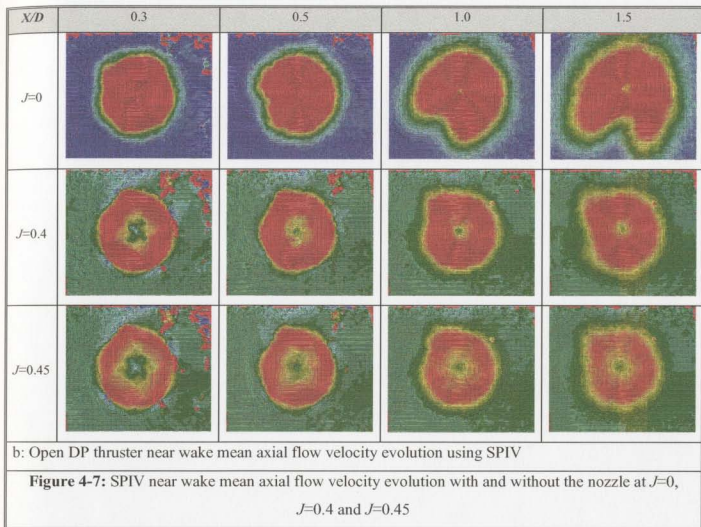 X/D 0.3 0.5 1.0 1.5
J=0
J=0.4
J=0.45
b: Open DP thruster near wake mean axial flow velocity evolution using SPIV
Figure 4-7: SPIV near wake mean axial flow velocity evolution with and without the nozzle at J=0,
J=0.4 and J=0.45